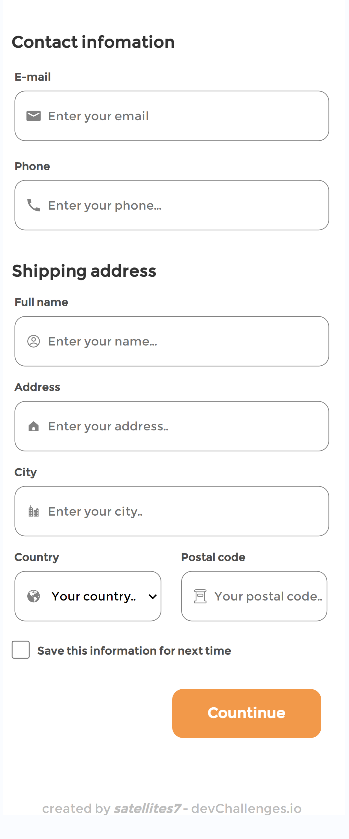 Contact infomation
E-mail
Enter your email
Phone
Enter your phone...
Shipping address
Full name
Enter your name...
Address
Enter your address..
City
Enter your city..
Country Postal code
Your country.. Your postal code..
Save this information for next time
Countinue
created by satellites7 - devChallenges.io